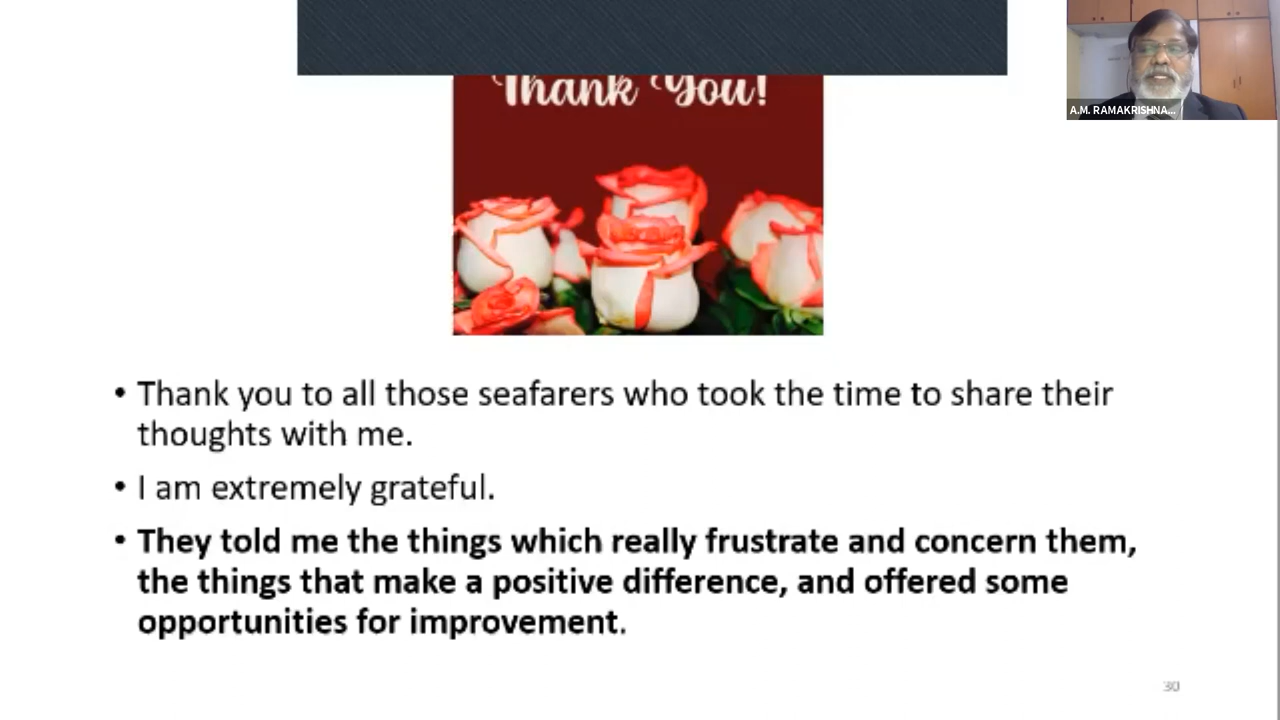 Thank You!
A.M. RAMAKRISHNA...
• Thank you to all those seafarers who took the time to share their
thoughts with me.
• I am extremely grateful.
• They told me the things which really frustrate and concern them,
the things that make a positive difference, and offered some
opportunities for improvement.
30